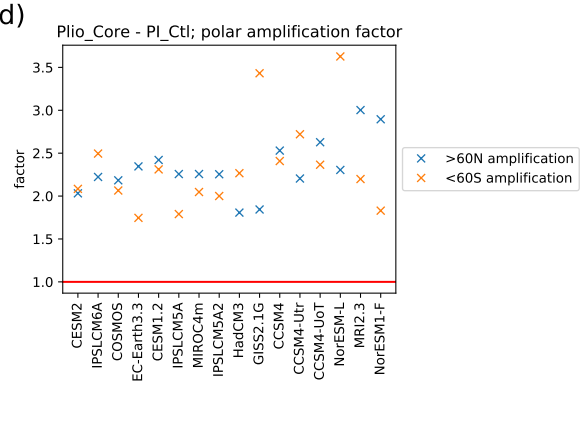 d)
Plio_Core - PI_Ctl; polar amplification factor
factor
3.5
3.0
2.5
2.0
1.5
1.0
>60N amplification
<60S amplification
CESM2
IPSLCM6A
COSMOS
EC-Earth3.3
CESM1.2
IPSLCM5A
MIROC4m
IPSLCM5A2
HadCM3
GISS2.1G
CCSM4
CCSM4-Utr
CCSM4-UoT
NorESM-L
MRI2.3
NorESM1-F